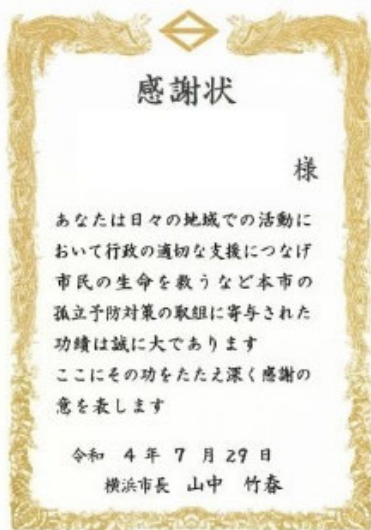 感謝状
様
あなたは日々の地域での活動に
おいて行政の適切な支援につなげ
市民の生命を救うなど本市の
孤立予防対策の取組に寄与された
功績は誠に大であります
ここにその功をたたえ深く感謝の
意を表します
令和 4 年 7 月 29 日
横浜市長 山中 竹春